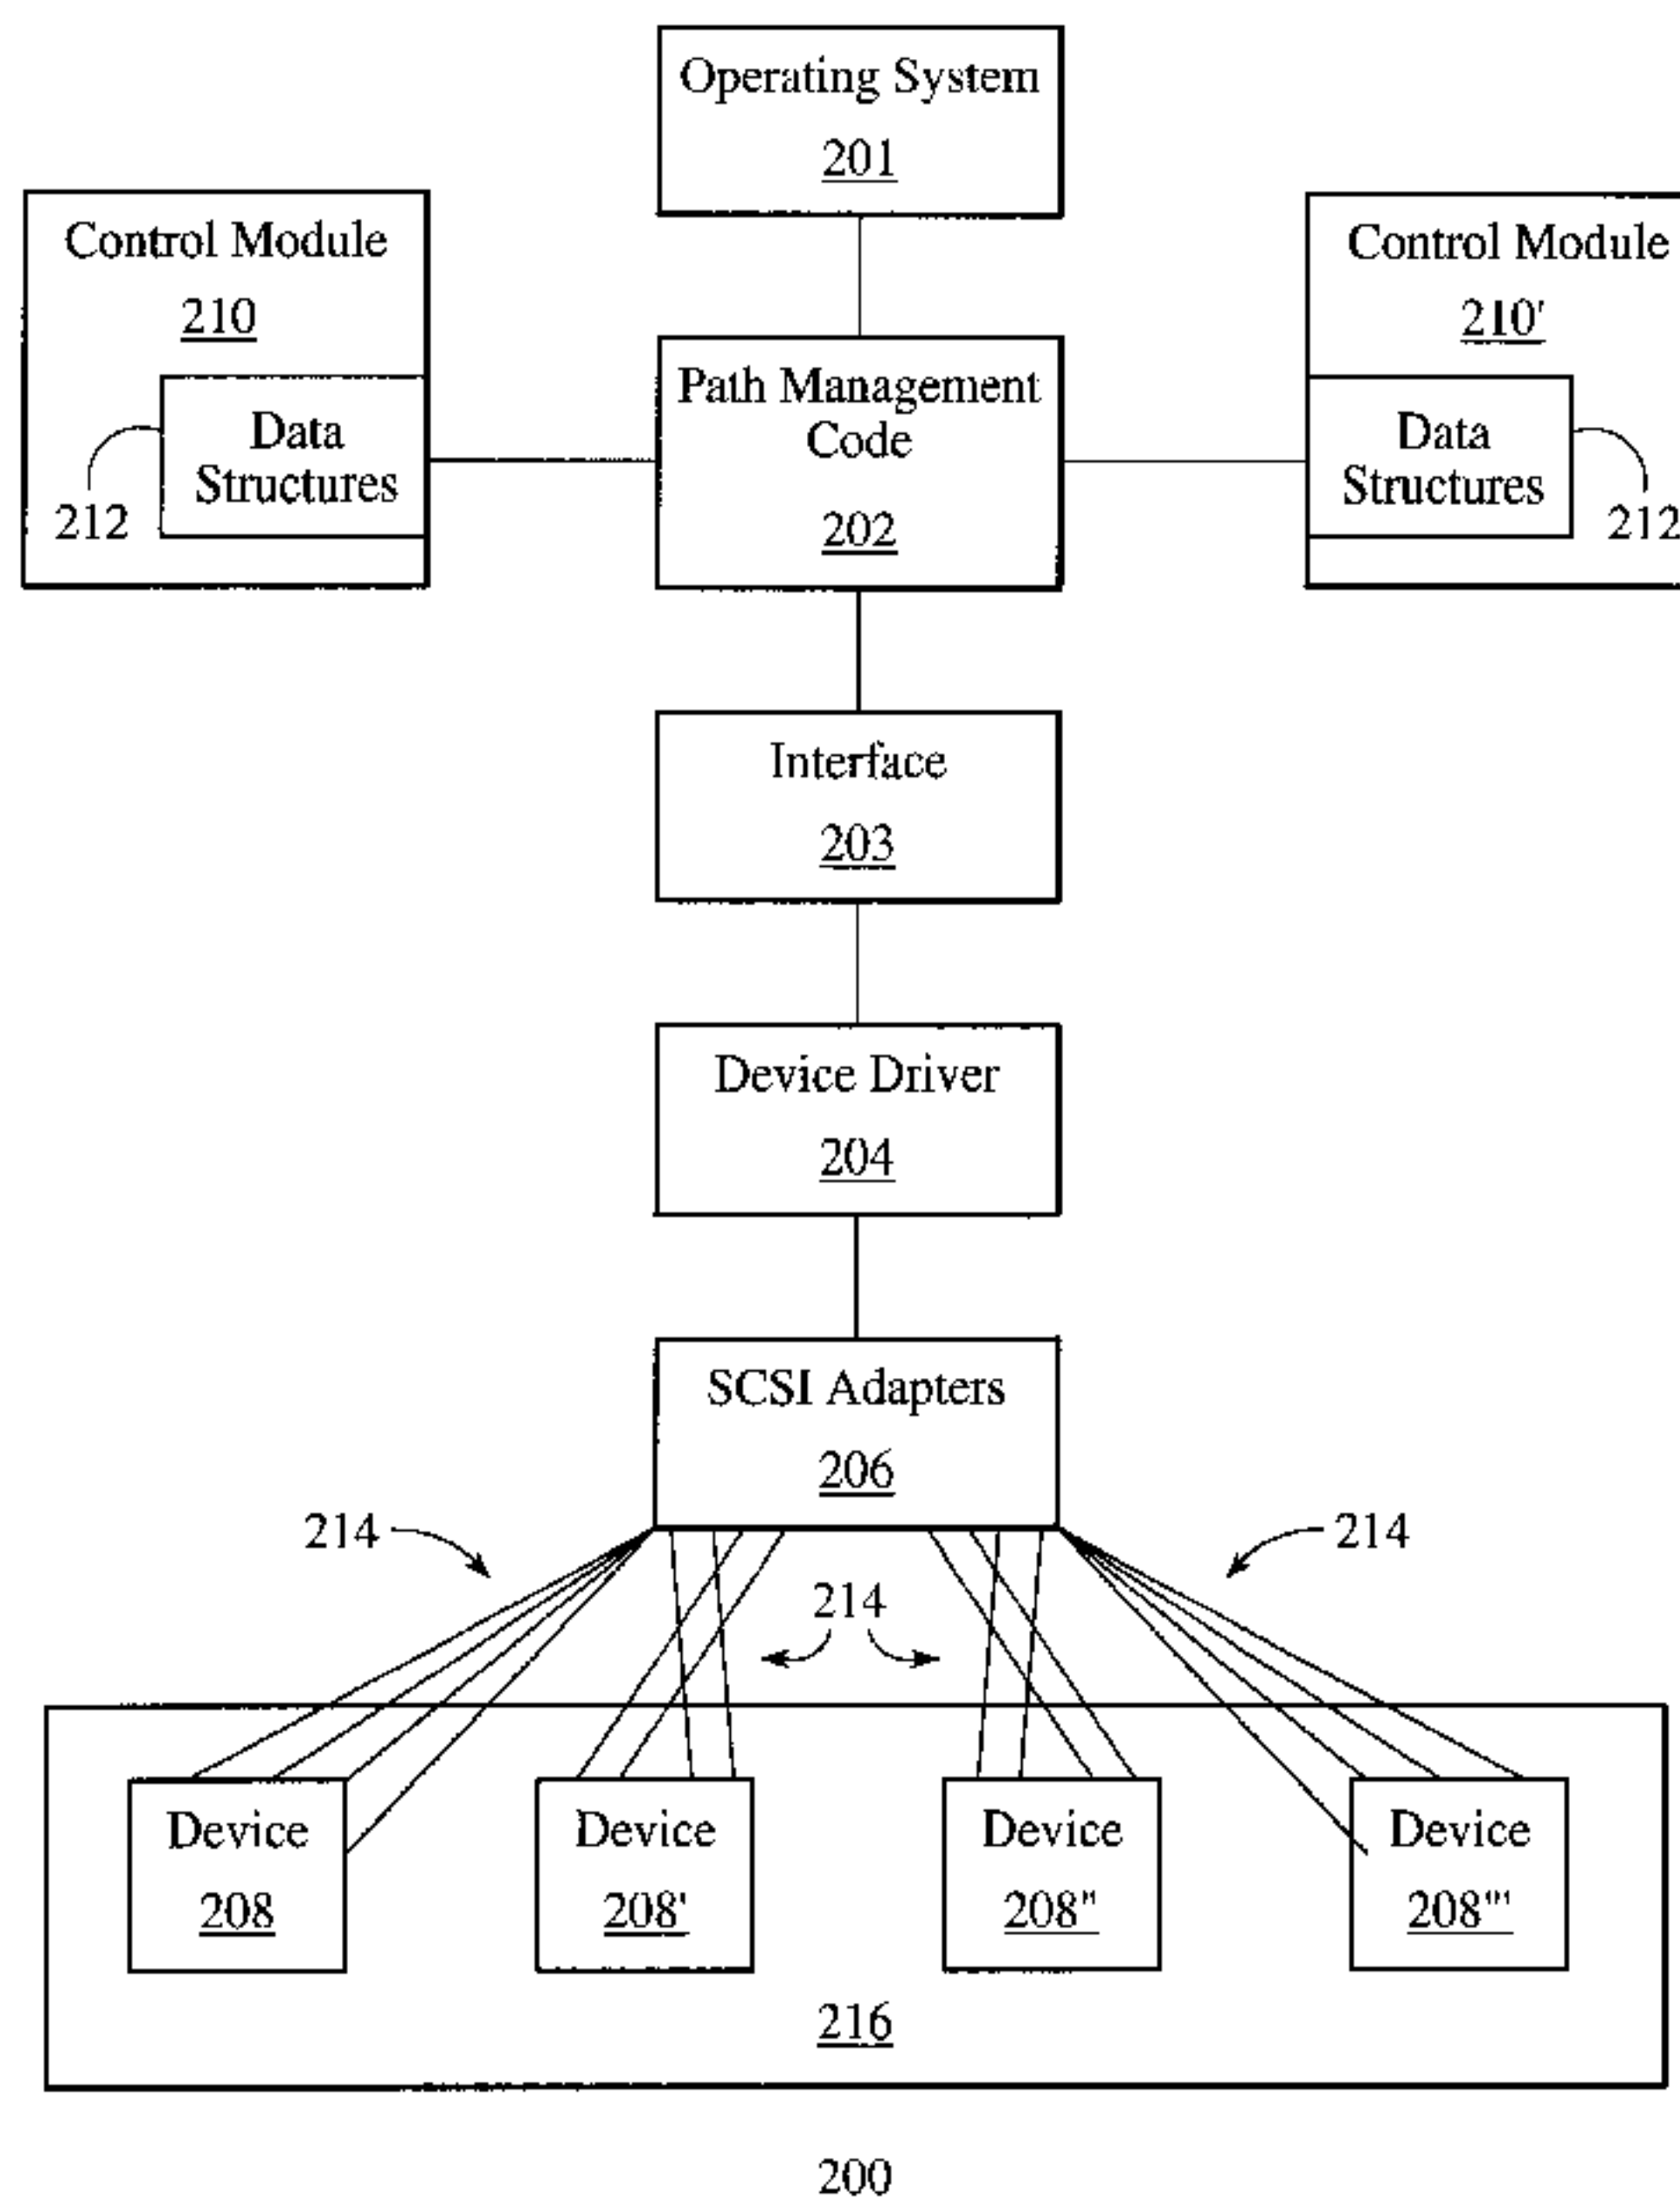 Operating System
201
Control Module
210
Data
Structures
212
Path Management
Code
202
Control Module
210'
Data
Structures
212
Interface
203
Device Driver
204
SCSI Adapters
206
214
214
214
Device
208
Device
208'
Device
208"
Device
208"'
216
200